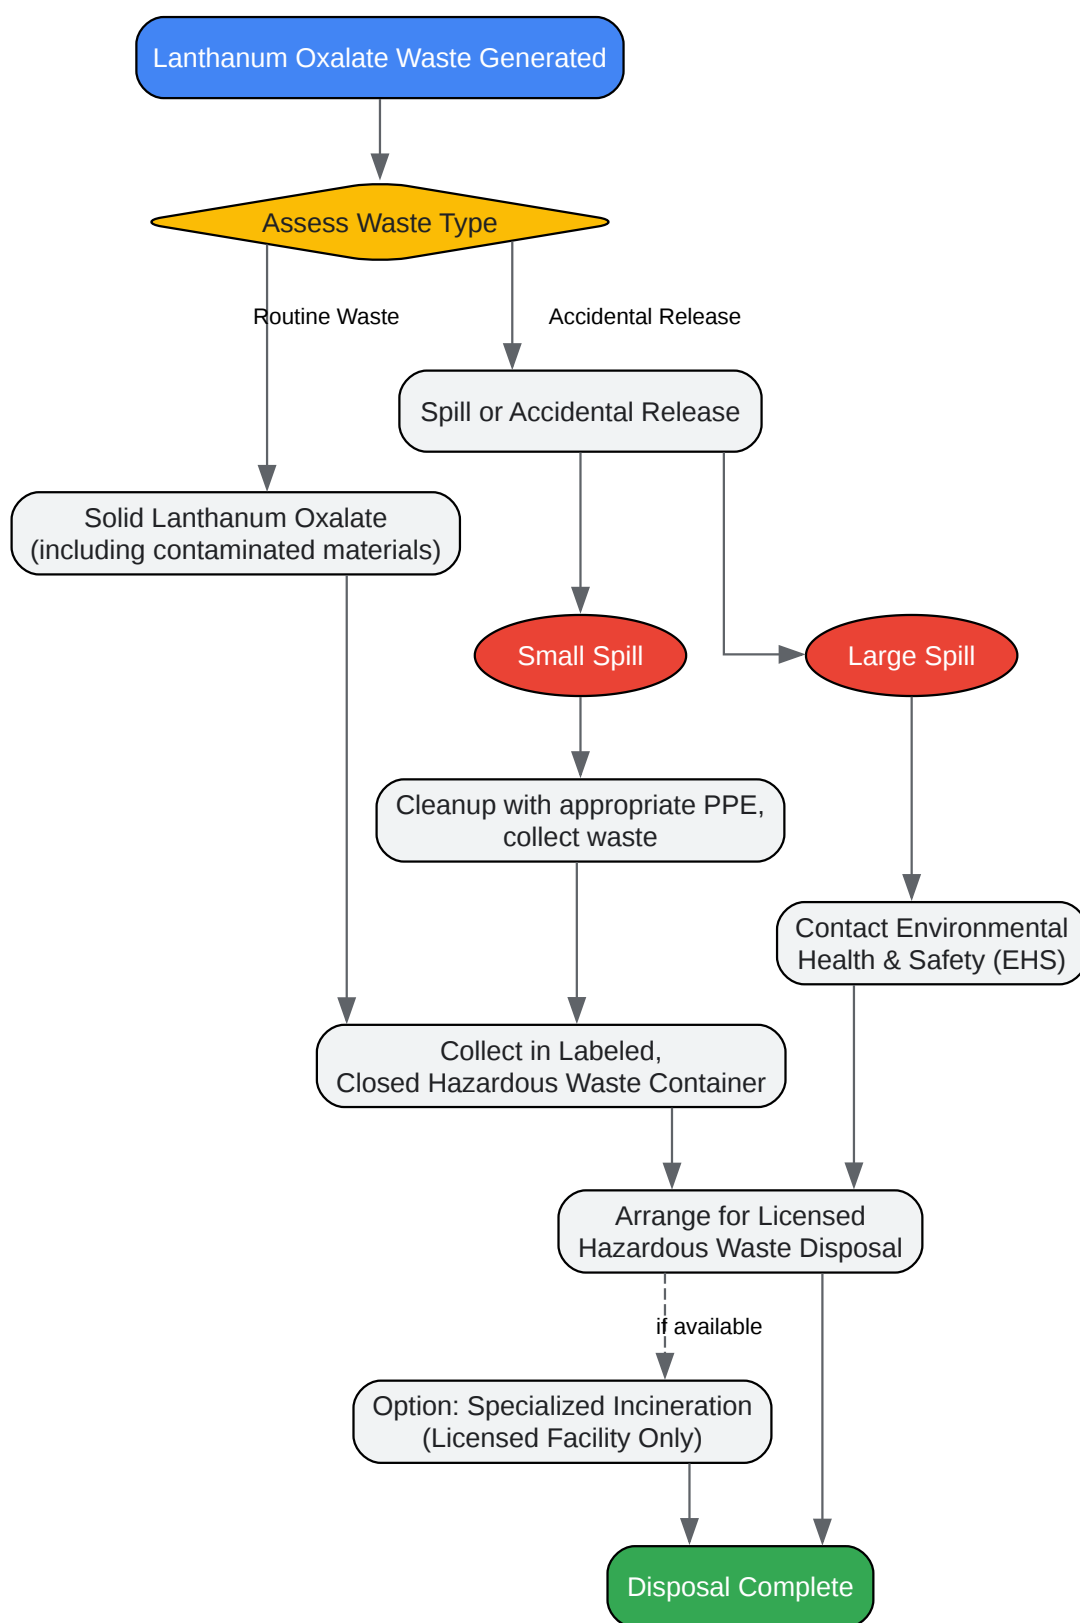 Lanthanum Oxalate Waste Generated
Assess Waste Type
Routine Waste
Accidental Release
Spill or Accidental Release
Solid Lanthanum Oxalate
(including contaminated materials)
Small Spill
Large Spill
Cleanup with appropriate PPE,
collect waste
Contact Environmental
Health & Safety (EHS)
Collect in Labeled,
Closed Hazardous Waste Container
Arrange for Licensed
Hazardous Waste Disposal
if available
Option: Specialized Incineration
(Licensed Facility Only)
Disposal Complete